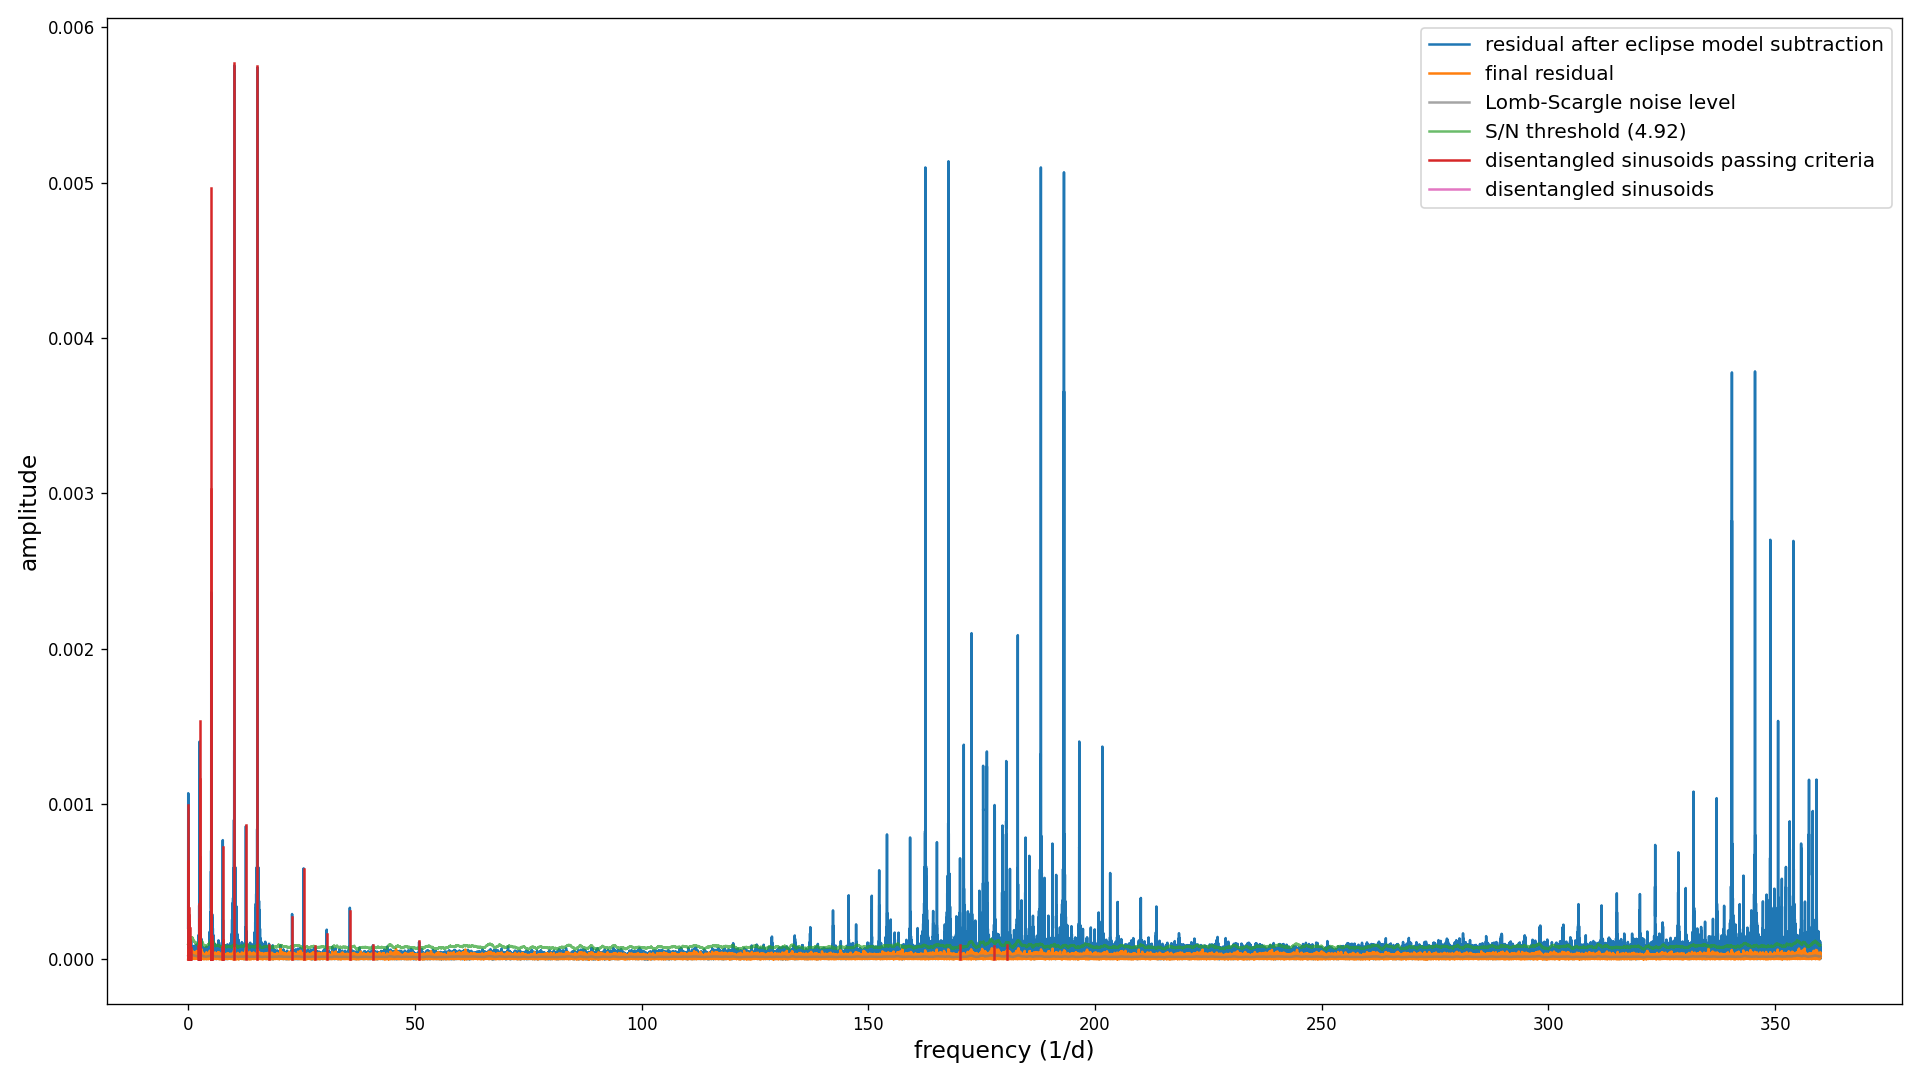 0.006
0.005
0.004
0.003
0.002
0.001
0.000
amplitude
0
50
100
150
200
250
300
350
frequency (1/d)
residual after eclipse model subtraction
final residual
Lomb-Scargle noise level
S/N threshold (4.92)
disentangled sinusoids passing criteria
disentangled sinusoids